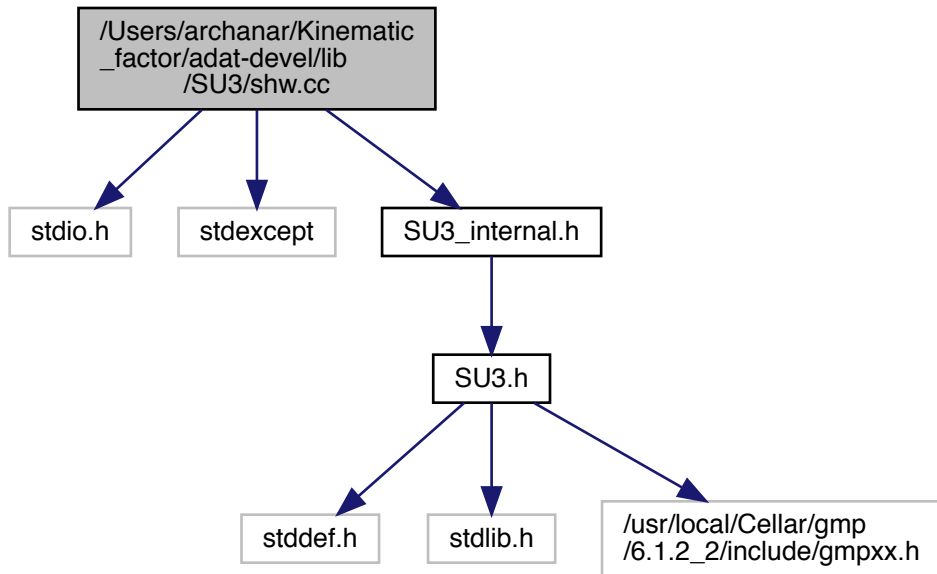 /Users/archanar/Kinematic
_factor/adat-devel/lib
/SU3/shw.cc
stdio.h
stdexcept
SU3_internal.h
SU3.h
stddef.h
stdlib.h
/usr/local/Cellar/gmp
/6.1.2_2/include/gmpxx.h